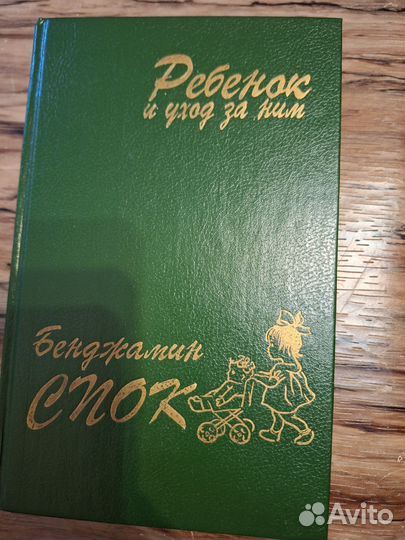 Ребенок
и уход за ним
Бенджамин
СПОК
Avito